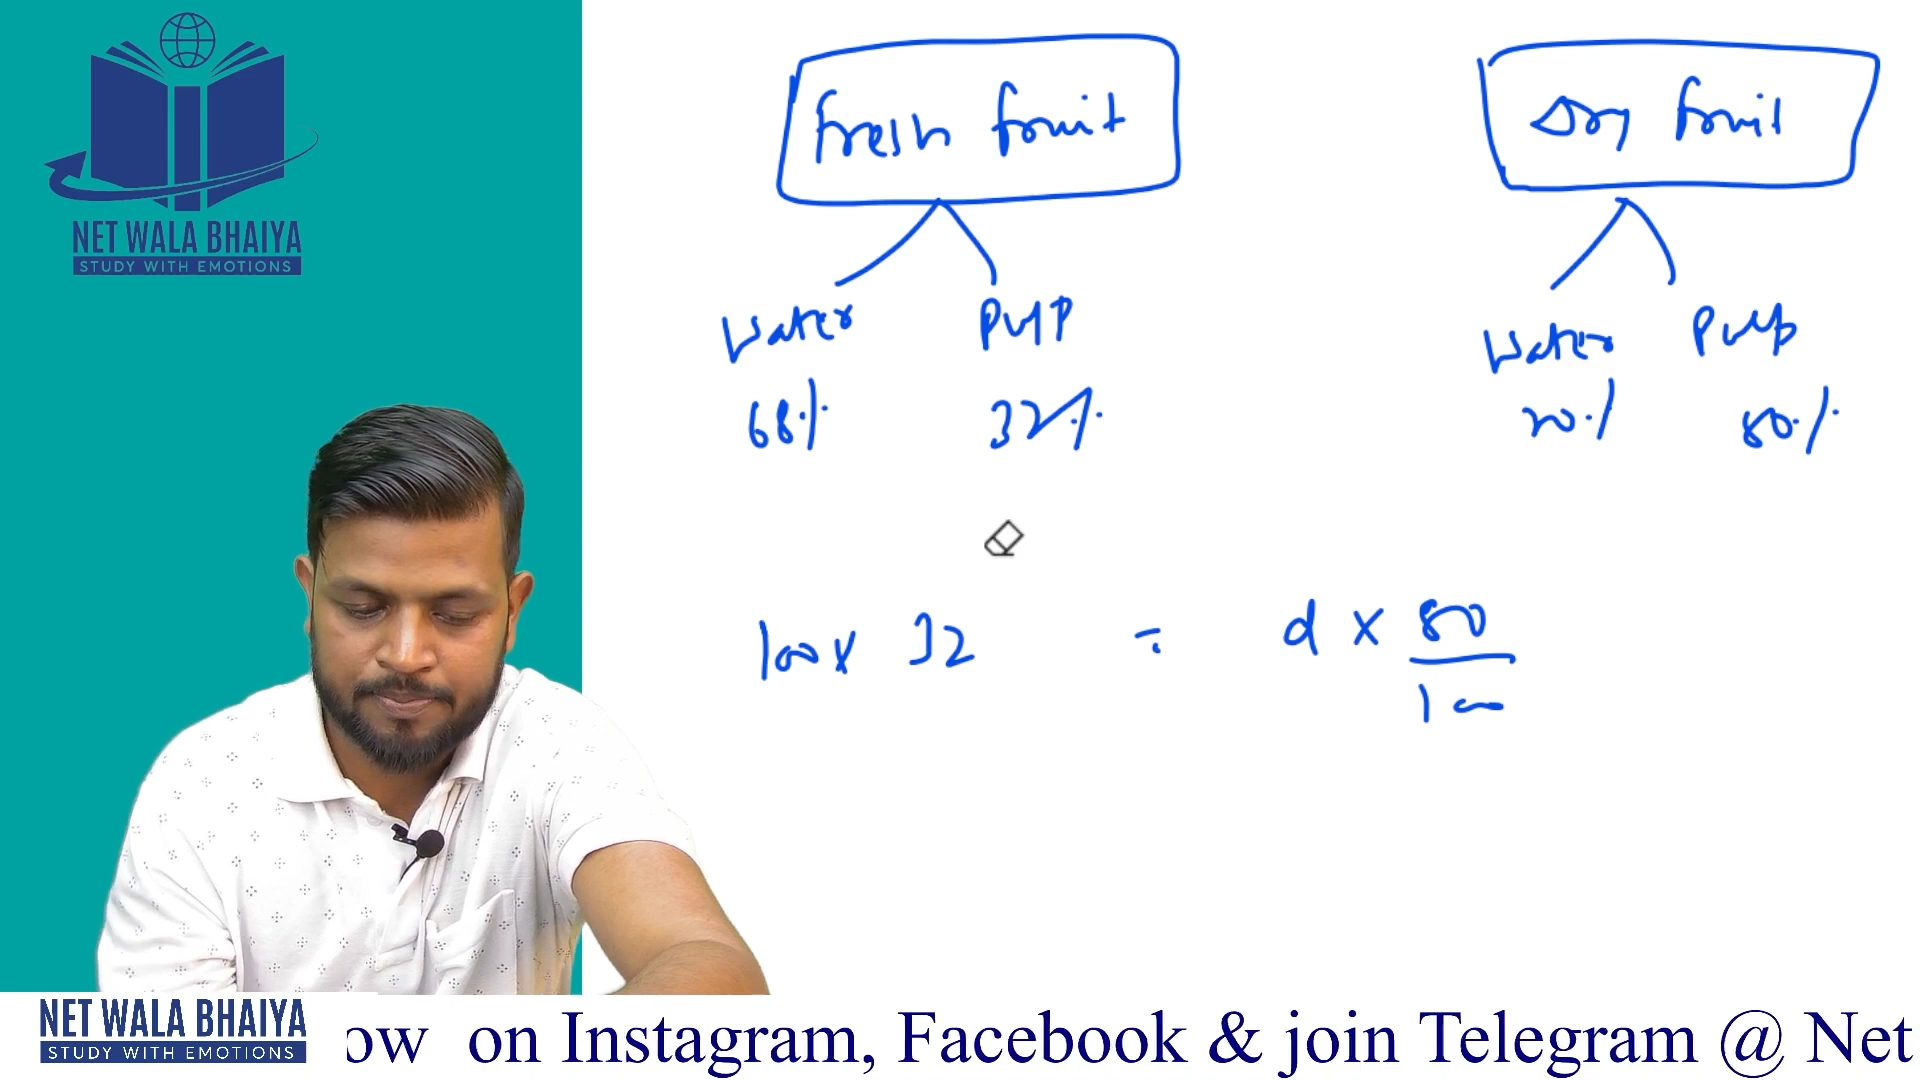 NET WALA BHAIYA
STUDY WITH EMOTIONS
Fresh fruit
Dry fruit
Water Pulp
Water Pulp
68% 32%
20% 80%
100 x 32 = d x 80/100
NET WALA BHAIYA
STUDY WITH EMOTIONS
ow on Instagram, Facebook & join Telegram @ Net